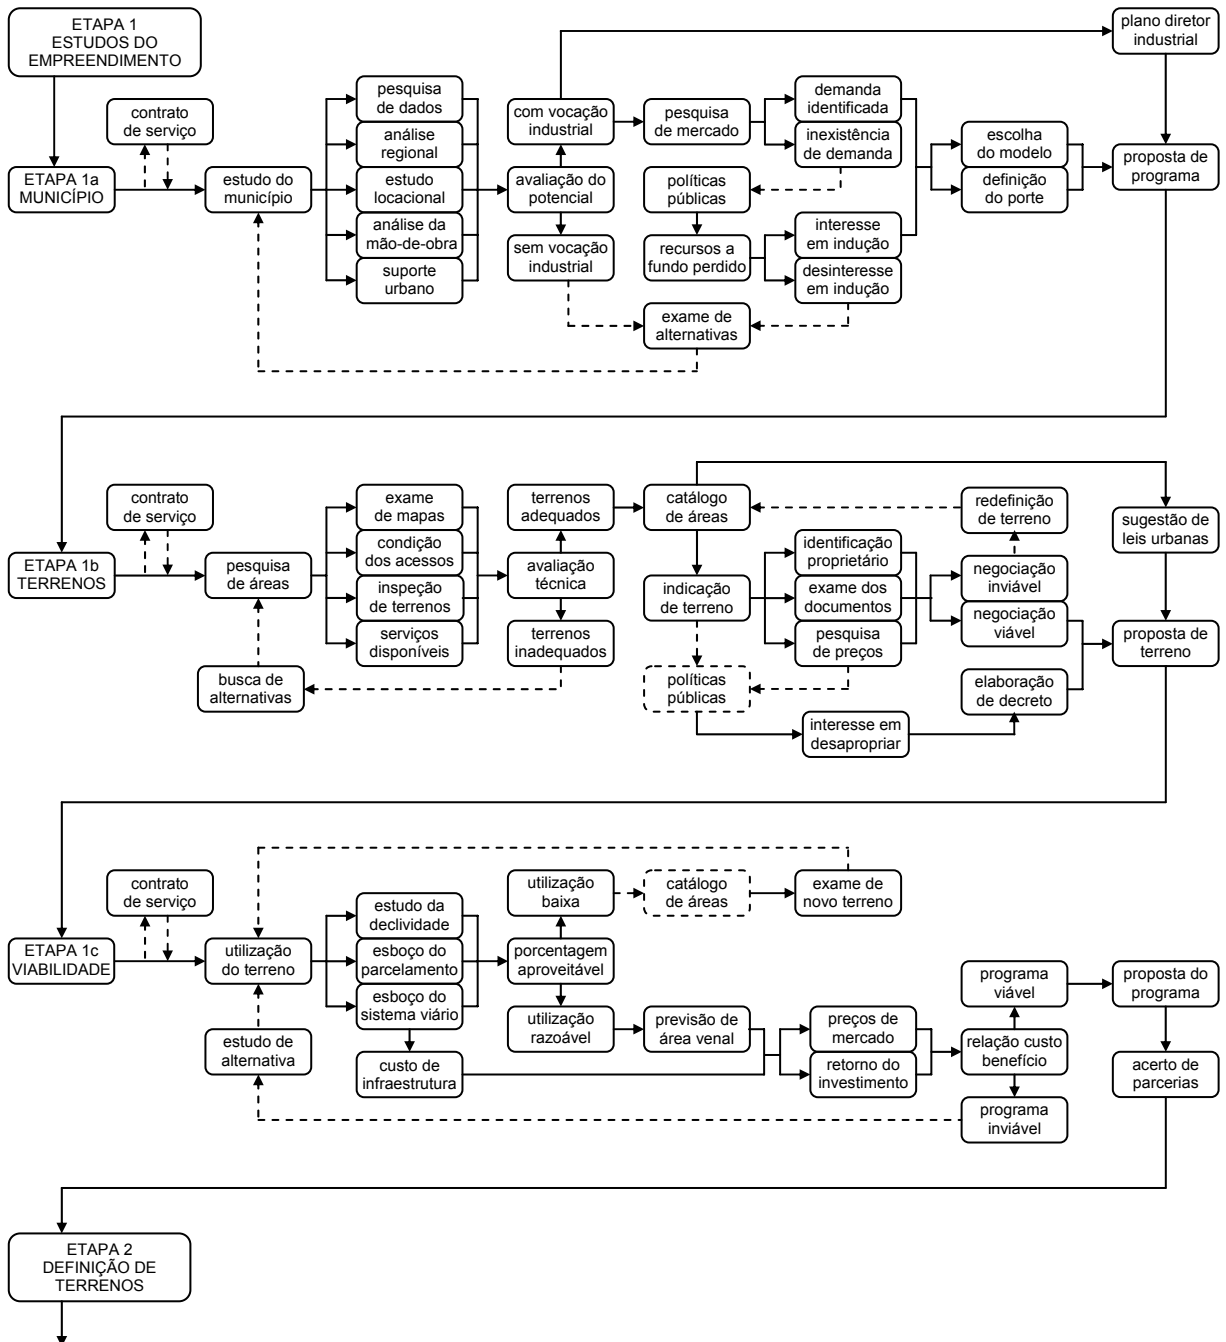 ETAPA 1
ESTUDOS DO
EMPREENDIMENTO
plano diretor
industrial
contrato
de serviço
pesquisa
de dados
com vocação
industrial
pesquisa
de mercado
demanda
identificada
análise
regional
inexistência
de demanda
escolha
do modelo
ETAPA 1a
MUNICÍPIO
estudo do
município
estudo
locacional
avaliação do
potencial
políticas
públicas
definição
do porte
proposta de
programa
análise da
mão-de-obra
sem vocação
industrial
recursos a
fundo perdido
interesse
em indução
suporte
urbano
desinteresse
em indução
exame de
alternativas
contrato
de serviço
exame
de mapas
terrenos
adequados
catálogo
de áreas
redefinição
de terreno
sugestão de
leis urbanas
condição
dos acessos
identificação
proprietário
ETAPA 1b
TERRENOS
pesquisa
de áreas
avaliação
técnica
negociação
inviável
inspeção
de terrenos
indicação
de terreno
exame dos
documentos
serviços
disponíveis
terrenos
inadequados
pesquisa
de preços
negociação
viável
proposta de
terreno
busca de
alternativas
políticas
públicas
elaboração
de decreto
interesse em
desapropriar
contrato
de serviço
utilização
baixa
catálogo
de áreas
exame de
novo terreno
estudo da
declividade
ETAPA 1c
VIABILIDADE
utilização
do terreno
esboço do
parcelamento
porcentagem
aproveitável
programa
viável
proposta do
programa
esboço do
sistema viário
utilização
razoável
previsão de
área venal
preços de
mercado
estudo de
alternativa
custo de
infraestrutura
retorno do
investimento
relação custo
benefício
acerto de
parcerias
programa
inviável
ETAPA 2
DEFINIÇÃO DE
TERRENOS